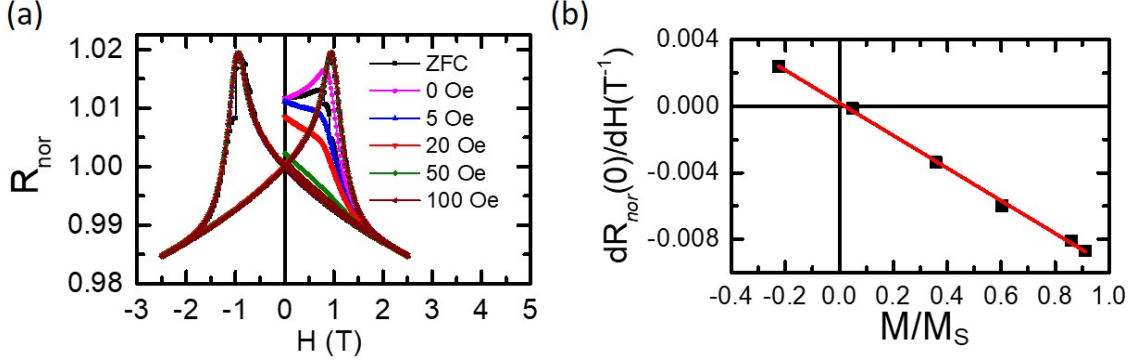 (a)
R_nor
1.02
1.01
1.00
0.99
0.98
-3 -2 -1 0 1 2 3 4 5
H (T)
ZFC
0 Oe
5 Oe
20 Oe
50 Oe
100 Oe
(b)
dR_nor(0)/dH(T^-1)
0.004
0.000
-0.004
-0.008
-0.4 -0.2 0.0 0.2 0.4 0.6 0.8 1.0
M/M_S